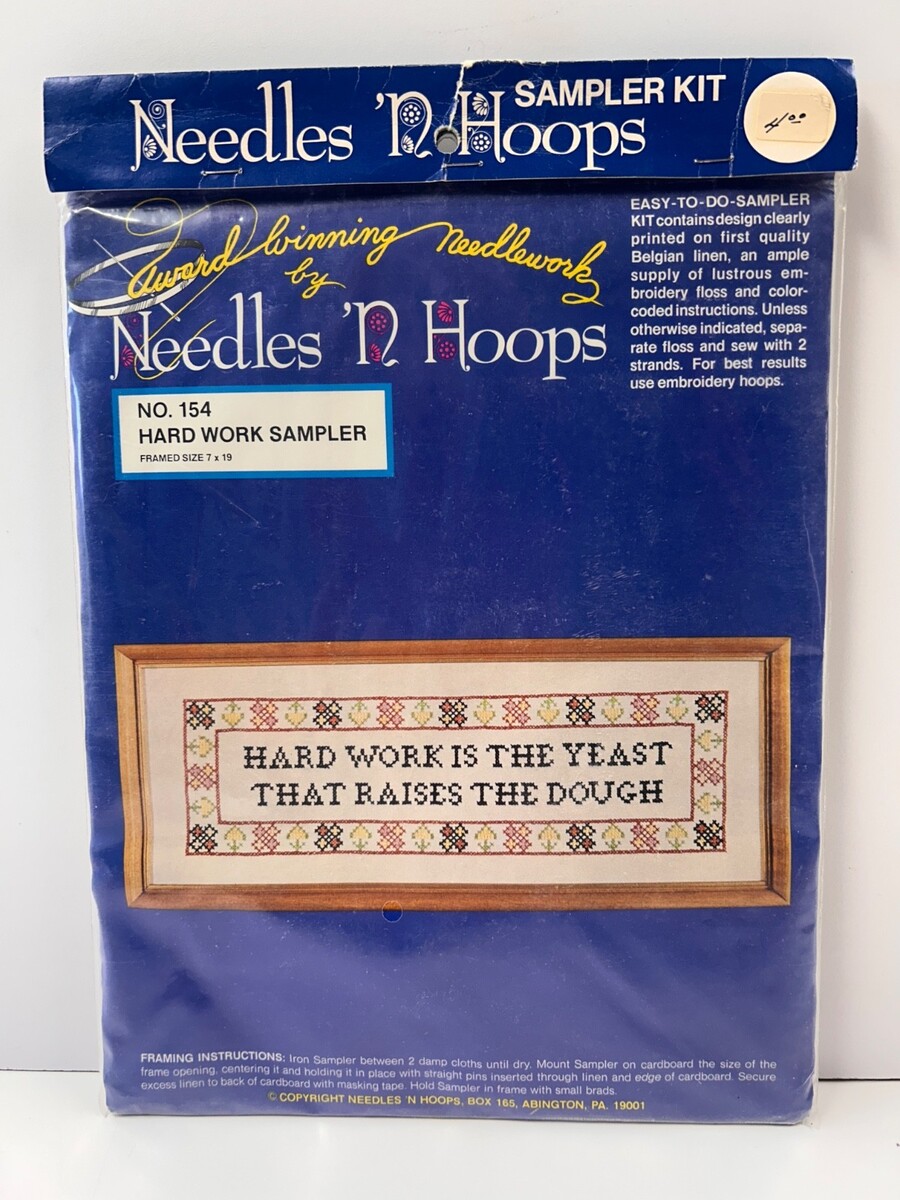 Needles 'N Hoops SAMPLER KIT
4.00
Award Winning Needlework
by
Needles 'N Hoops
EASY-TO-DO-SAMPLER
KIT contains design clearly
printed on first quality
Belgian linen, an ample
supply of lustrous em-
broidery floss and color-
coded instructions. Unless
otherwise indicated, sepa-
rate floss and sew with 2
strands. For best results
use embroidery hoops.
NO. 154
HARD WORK SAMPLER
FRAMED SIZE 7 x 19
HARD WORK IS THE YEAST
THAT RAISES THE DOUGH
FRAMING INSTRUCTIONS: Iron Sampler between 2 damp cloths until dry. Mount Sampler on cardboard the size of the
frame opening, centering it and holding it in place with straight pins inserted through linen and edge of cardboard. Secure
excess linen to back of cardboard with masking tape. Hold Sampler in frame with small brads.
© COPYRIGHT NEEDLES 'N HOOPS, BOX 165, ABINGTON, PA. 19001